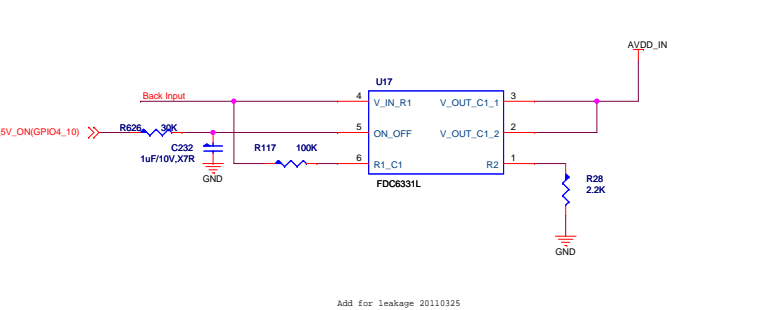 AVDD_IN
U17
Back Input
4 V_IN_R1 V_OUT_C1_1 3
5V_ON(GPIO4_10) R626 30K 5 ON_OFF V_OUT_C1_2 2
C232
1uF/10V,X7R
R117 100K 6 R1_C1 R2 1
GND
FDC6331L
R28
2.2K
GND
Add for leakage 20110325